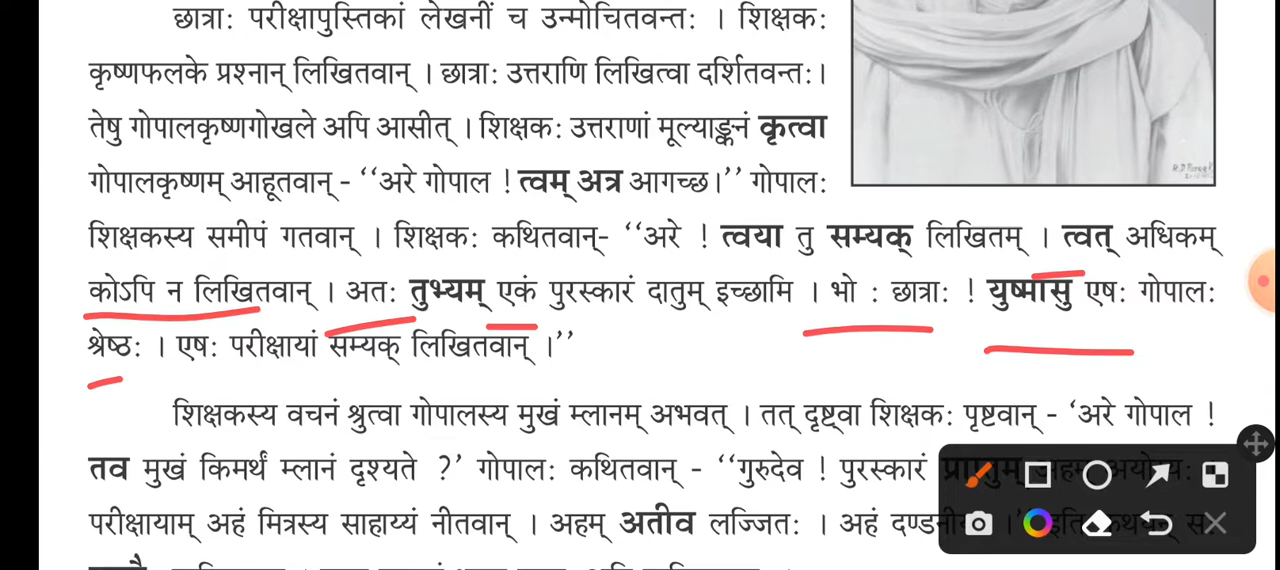 छात्राः परीक्षापुस्तिकां लेखनीं च उन्मोचितवन्तः । शिक्षकः
कृष्णफलके प्रश्नान् लिखितवान् । छात्राः उत्तराणि लिखित्वा दर्शितवन्तः।
तेषु गोपालकृष्णगोखले अपि आसीत् । शिक्षकः उत्तराणां मूल्याङ्कनं कृत्वा
गोपालकृष्णम् आहूतवान् - ‘‘अरे गोपाल ! त्वम् अत्र आगच्छ।’’ गोपालः
शिक्षकस्य समीपं गतवान् । शिक्षकः कथितवान्- ‘‘अरे ! त्वया तु सम्यक् लिखितम् । त्वत् अधिकम्
कोऽपि न लिखितवान् । अतः तुभ्यम् एकं पुरस्कारं दातुम् इच्छामि । भो : छात्राः ! युष्मासु एषः गोपालः
श्रेष्ठः । एषः परीक्षायां सम्यक् लिखितवान् ।’’
शिक्षकस्य वचनं श्रुत्वा गोपालस्य मुखं म्लानम् अभवत् । तत् दृष्ट्वा शिक्षकः पृष्टवान् - ‘अरे गोपाल !
तव मुखं किमर्थं म्लानं दृश्यते ?’ गोपालः कथितवान् - ‘‘गुरुदेव ! पुरस्कारं प्राप्तुम् अहम्
परीक्षायाम् अहं मित्रस्य साहाय्यं नीतवान् । अहम् अतीव लज्जितः । अहं इति कथयन्